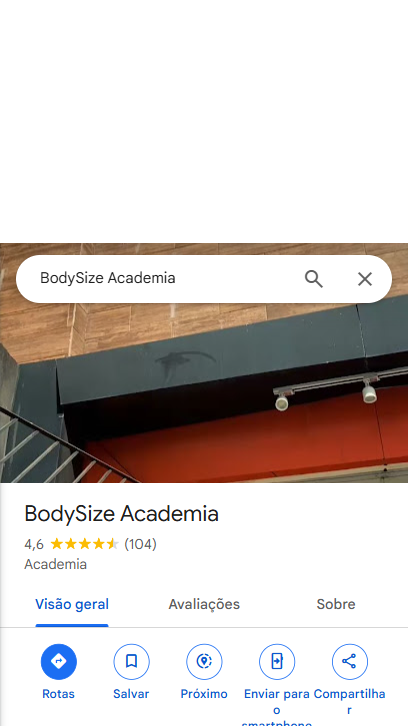 BodySize Academia
BodySize Academia
4,6 (104)
Academia
Visão geral Avaliações Sobre
Rotas Salvar Próximo Enviar para o smartphone Compartilhar